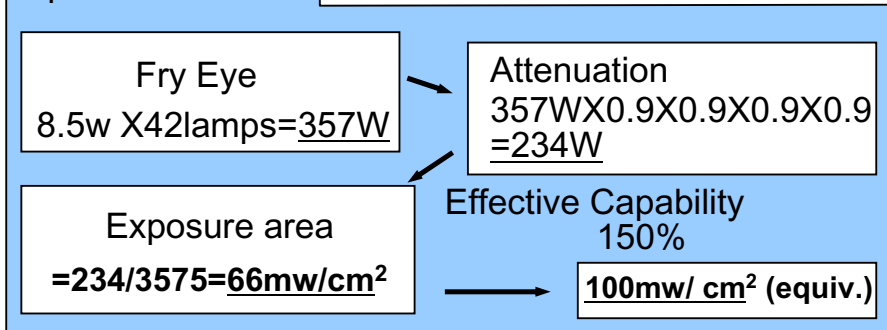 Fry Eye
8.5w X42lamps=357W
Attenuation
357WX0.9X0.9X0.9X0.9
=234W
Exposure area
=234/3575=66mw/cm²
Effective Capability
150%
100mw/ cm² (equiv.)